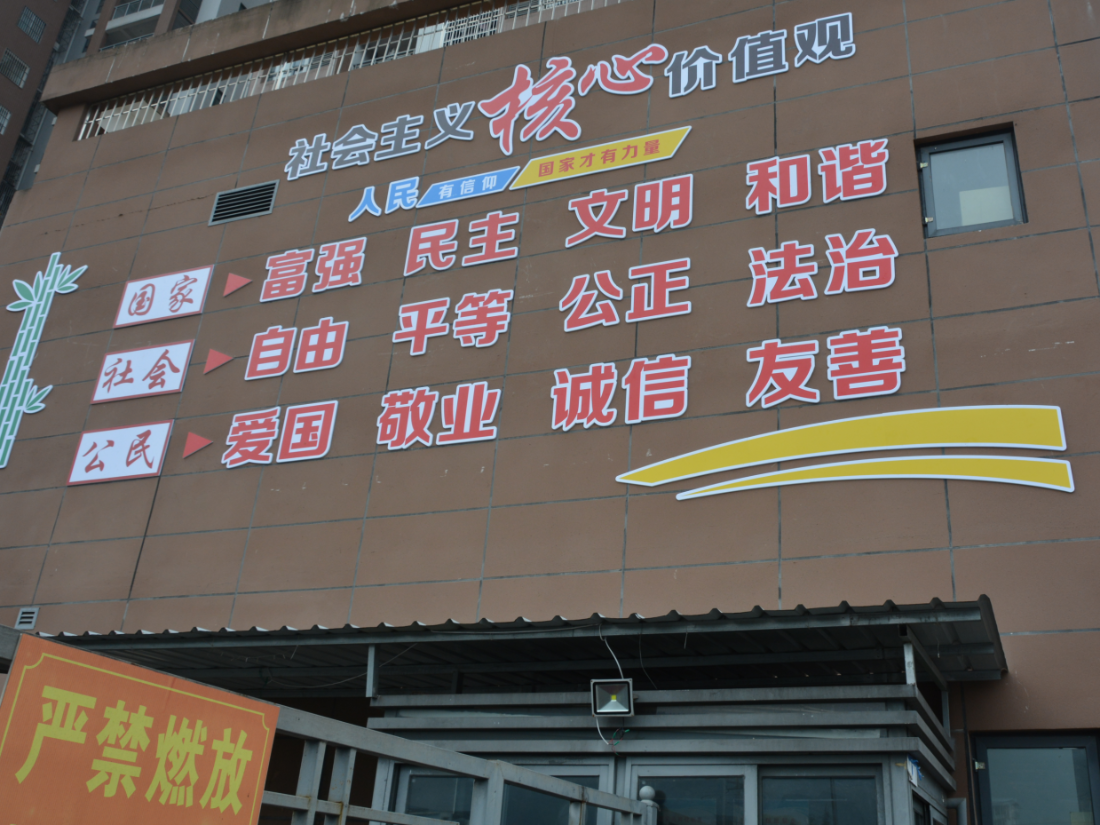 社会主义核心价值观
人民 有信仰 国家才有力量
国家 富强 民主 文明 和谐
社会 自由 平等 公正 法治
公民 爱国 敬业 诚信 友善
严禁燃放